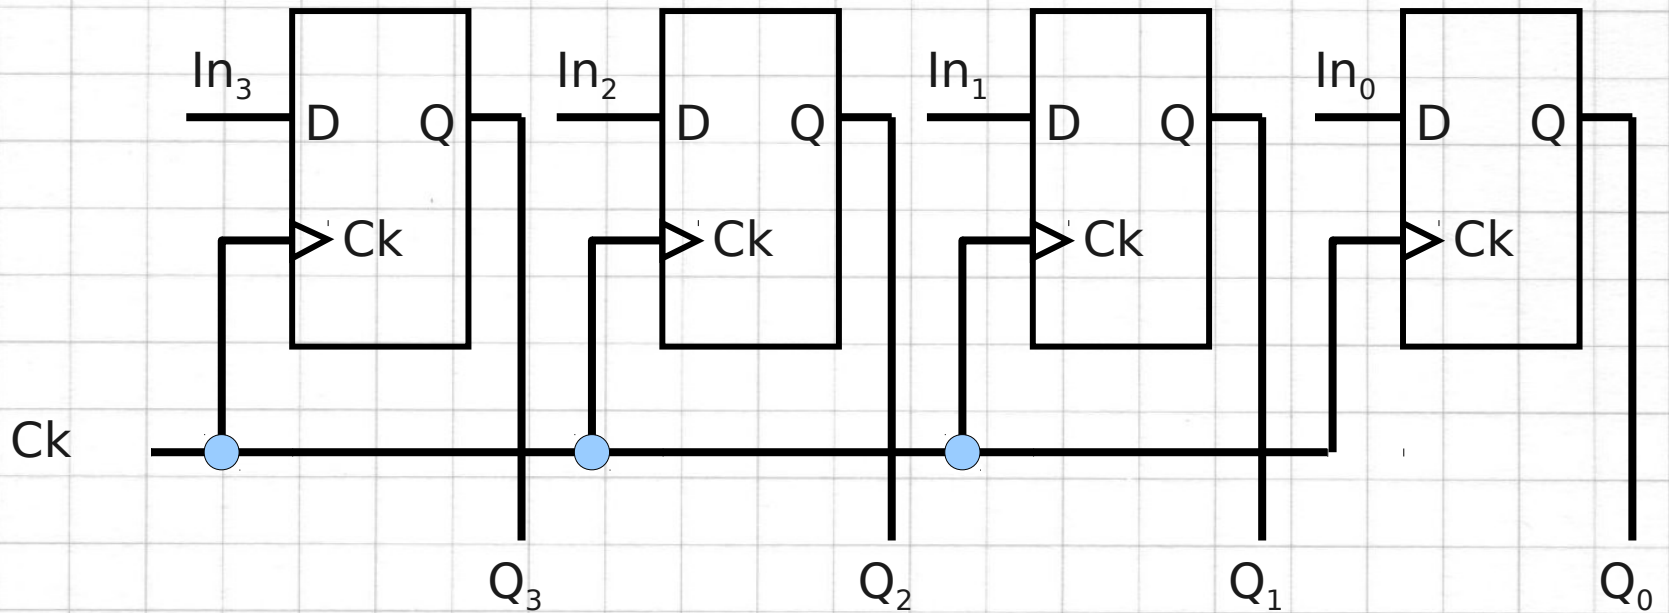 In₃ In₂ In₁ In₀
D Q D Q D Q D Q
Ck Ck Ck Ck
Ck
Q₃ Q₂ Q₁ Q₀